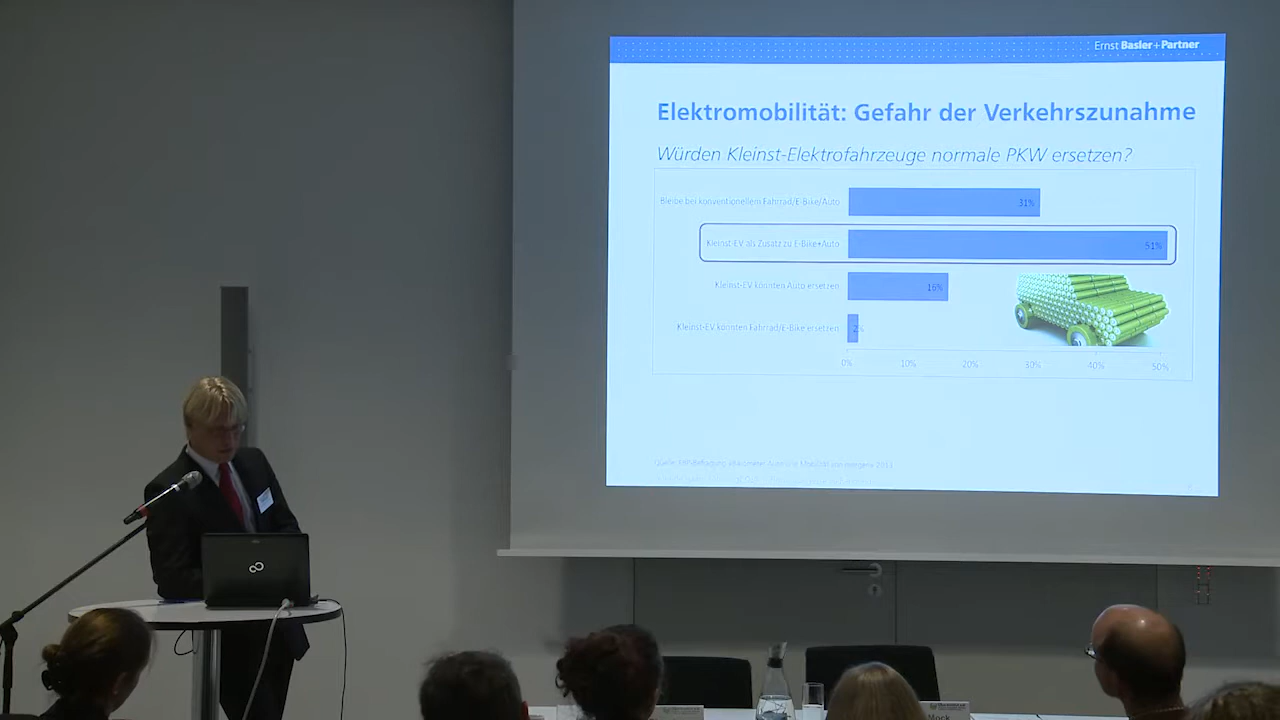 Ernst Basler + Partner
Elektromobilität: Gefahr der Verkehrszunahme
Würden Kleinst-Elektrofahrzeuge normale PKW ersetzen?
Bleibe bei konventionellem Fahrrad/E-Bike/Auto
31%
Kleinst-EV als Zusatz zu E-Bike+Auto
51%
Kleinst-EV könnten Auto ersetzen
16%
Kleinst-EV könnten Fahrrad/E-Bike ersetzen
2%
0% 10% 20% 30% 40% 50%
Mock